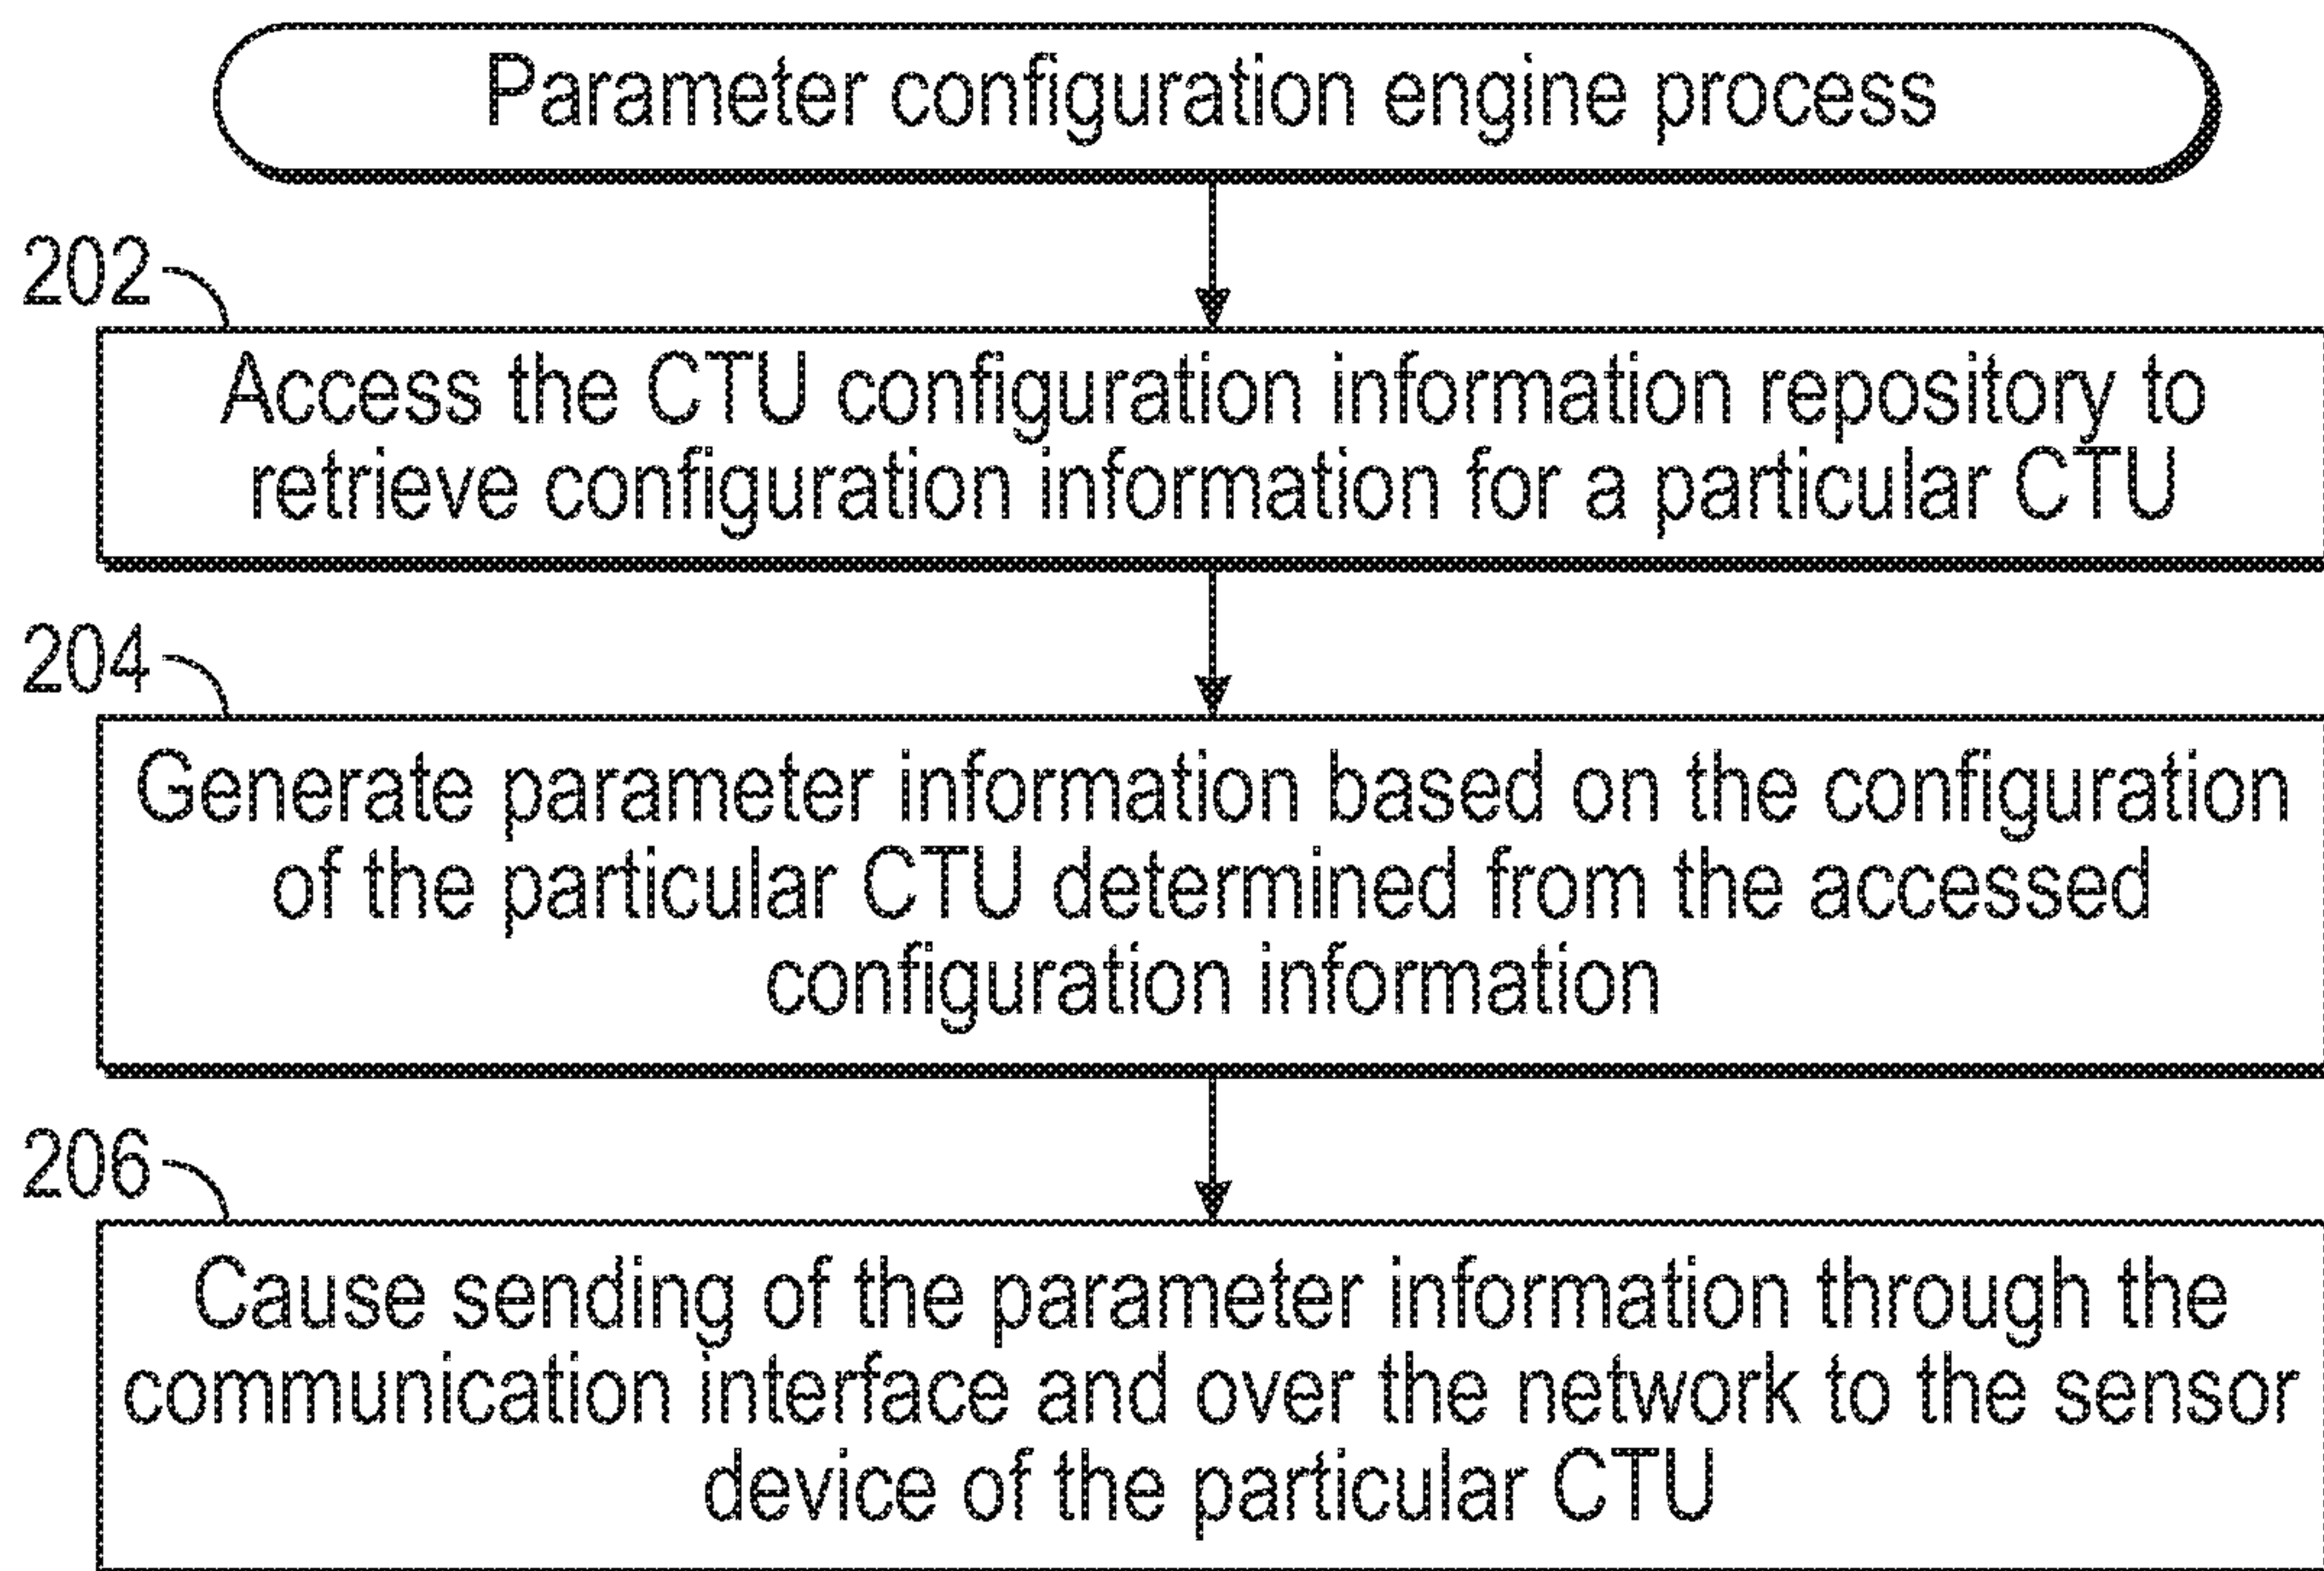 Parameter configuration engine process
202
Access the CTU configuration information repository to
retrieve configuration information for a particular CTU
204
Generate parameter information based on the configuration
of the particular CTU determined from the accessed
configuration information
206
Cause sending of the parameter information through the
communication interface and over the network to the sensor
device of the particular CTU